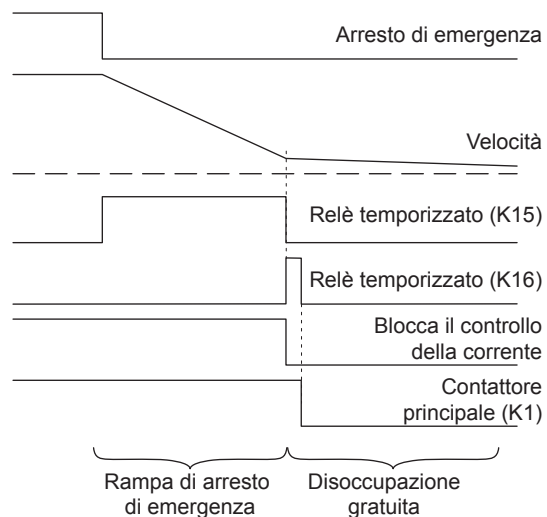 Arresto di emergenza
Velocità
Relè temporizzato (K15)
Relè temporizzato (K16)
Blocca il controllo
della corrente
Contattore
principale (K1)
Rampa di arresto
di emergenza
Disoccupazione
gratuita